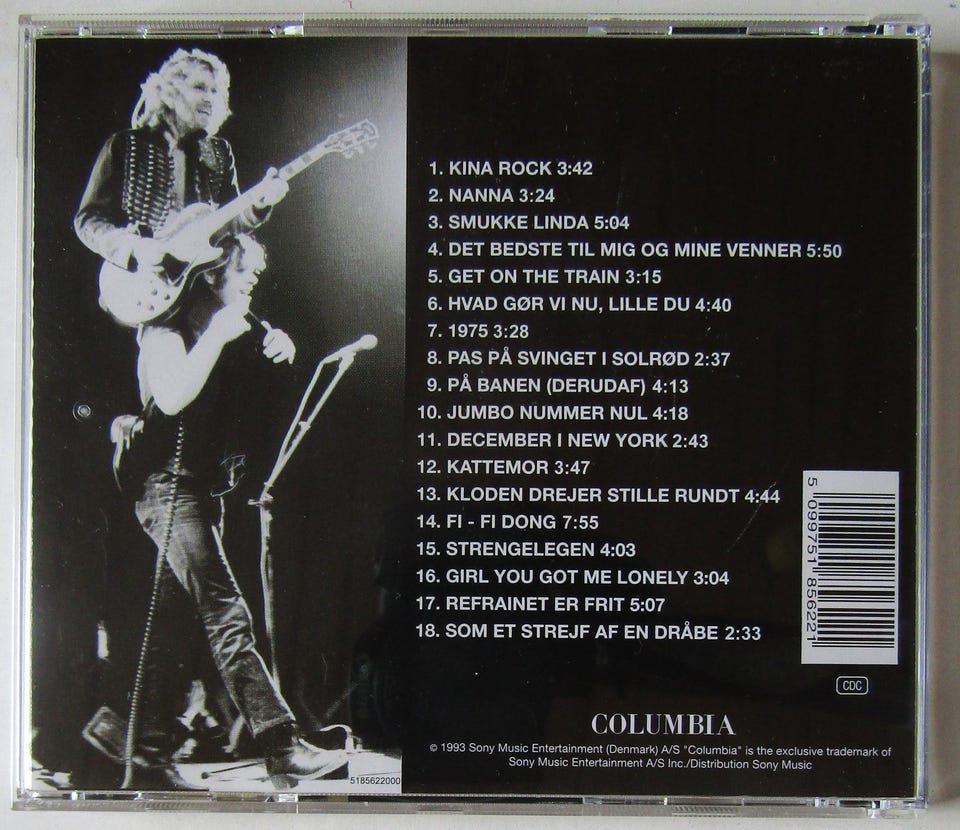 1. KINA ROCK 3:42
2. NANNA 3:24
3. SMUKKE LINDA 5:04
4. DET BEDSTE TIL MIG OG MINE VENNER 5:50
5. GET ON THE TRAIN 3:15
6. HVAD GØR VI NU, LILLE DU 4:40
7. 1975 3:28
8. PAS PÅ SVINGET I SOLRØD 2:37
9. PÅ BANEN (DERUDAF) 4:13
10. JUMBO NUMMER NUL 4:18
11. DECEMBER I NEW YORK 2:43
12. KATTEMOR 3:47
13. KLODEN DREJER STILLE RUNDT 4:44
14. FI - FI DONG 7:55
15. STRENGELEGEN 4:03
16. GIRL YOU GOT ME LONELY 3:04
17. REFRAINET ER FRIT 5:07
18. SOM ET STREJF AF EN DRÅBE 2:33
5 099751 856221
CDC
COLUMBIA
© 1993 Sony Music Entertainment (Denmark) A/S "Columbia" is the exclusive trademark of
Sony Music Entertainment A/S Inc./Distribution Sony Music
5185622000